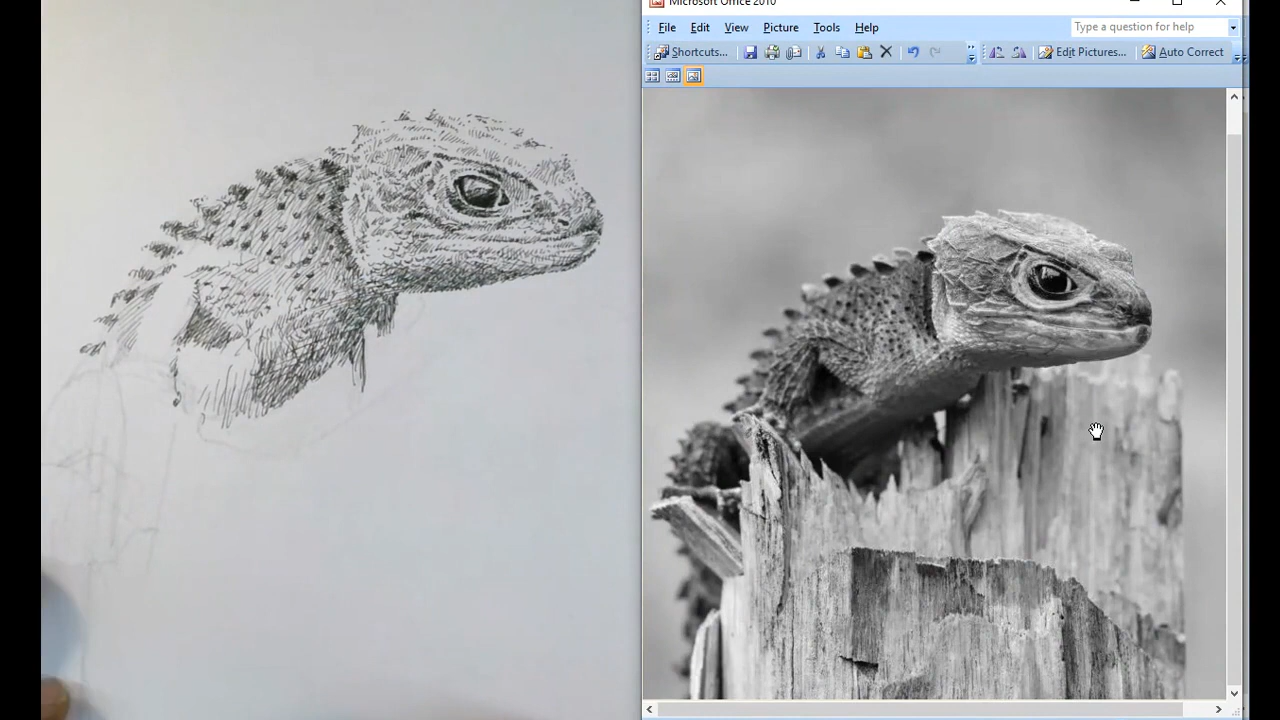 Microsoft Office 2010
File Edit View Picture Tools Help Type a question for help
Shortcuts... Edit Pictures... Auto Correct